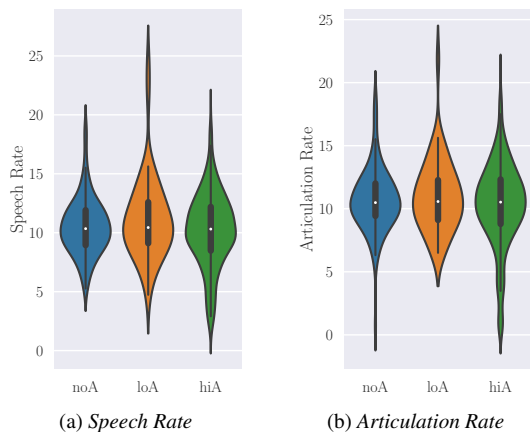 25
20
15
10
5
0
Speech Rate
noA loA hiA
(a) Speech Rate
25
20
15
10
5
0
Articulation Rate
noA loA hiA
(b) Articulation Rate